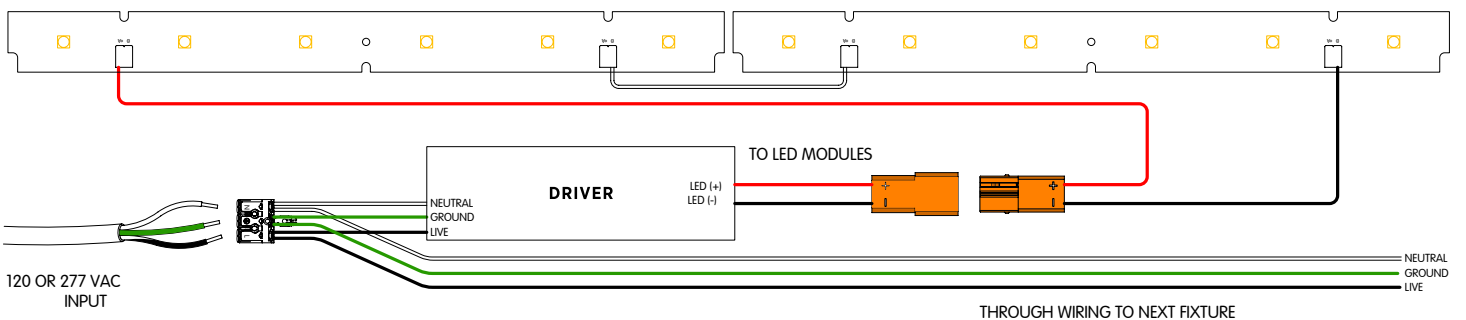 V+ G
V+ G
V+ G
V+ G
TO LED MODULES
DRIVER
LED (+)
LED (-)
NEUTRAL
GROUND
LIVE
N
L
+
-
+
-
120 OR 277 VAC
INPUT
NEUTRAL
GROUND
LIVE
THROUGH WIRING TO NEXT FIXTURE